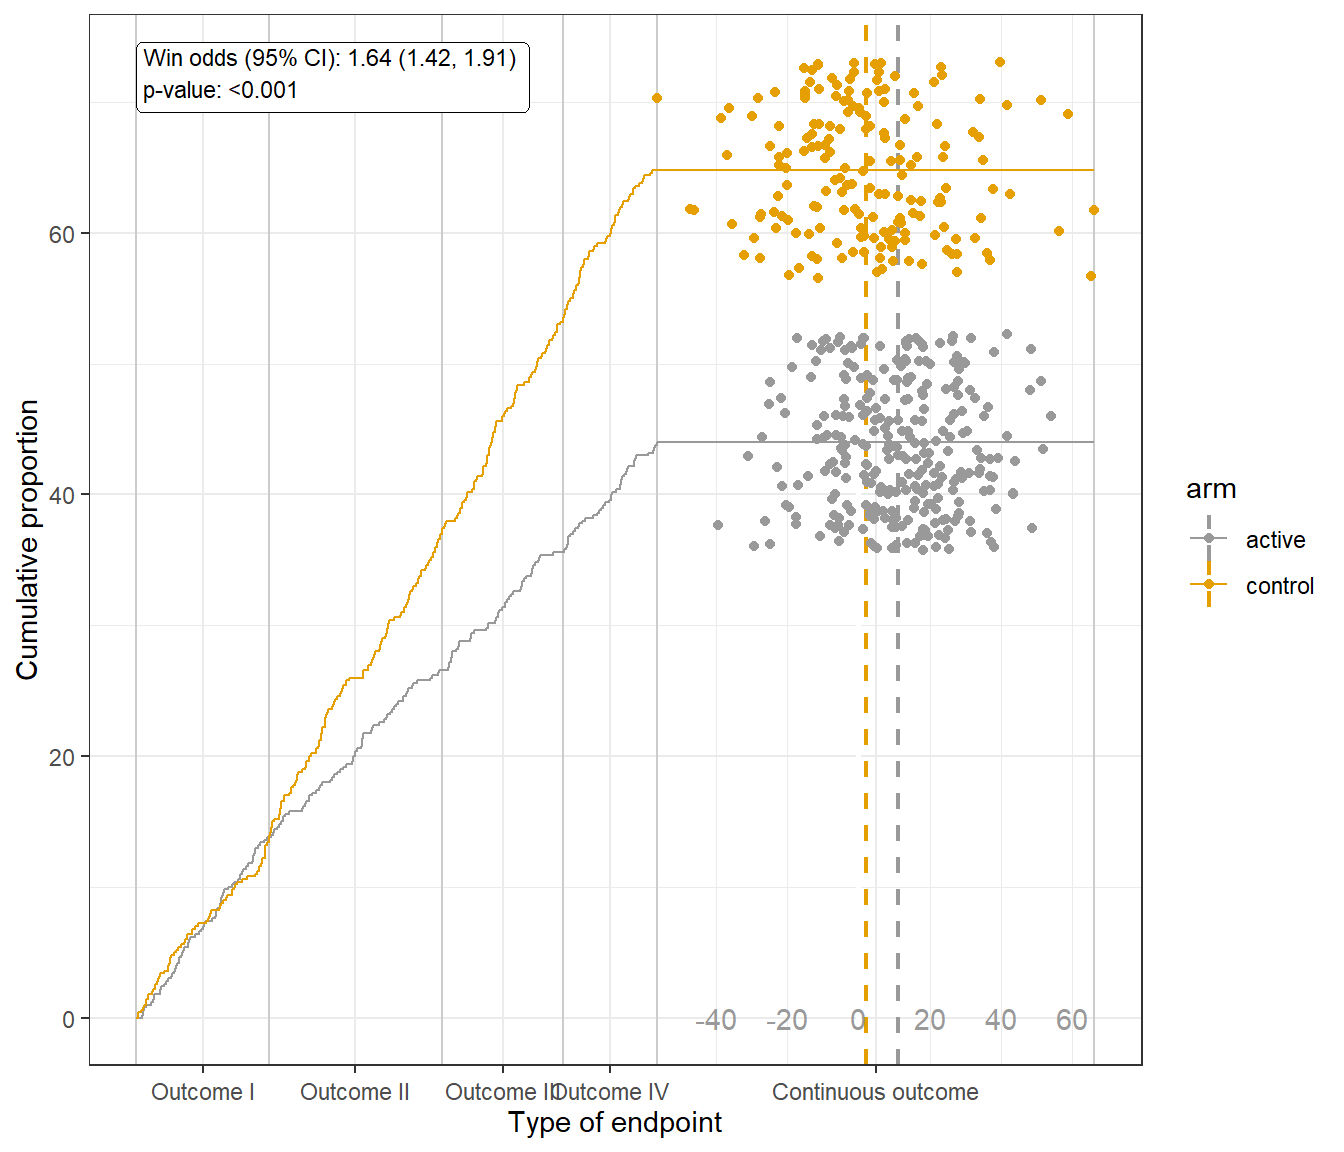 Win odds (95% CI): 1.64 (1.42, 1.91)
p-value: <0.001
60
40
20
0
Cumulative proportion
-40 -20 0 20 40 60
Outcome I Outcome II Outcome III Outcome IV Continuous outcome
Type of endpoint
arm
active
control